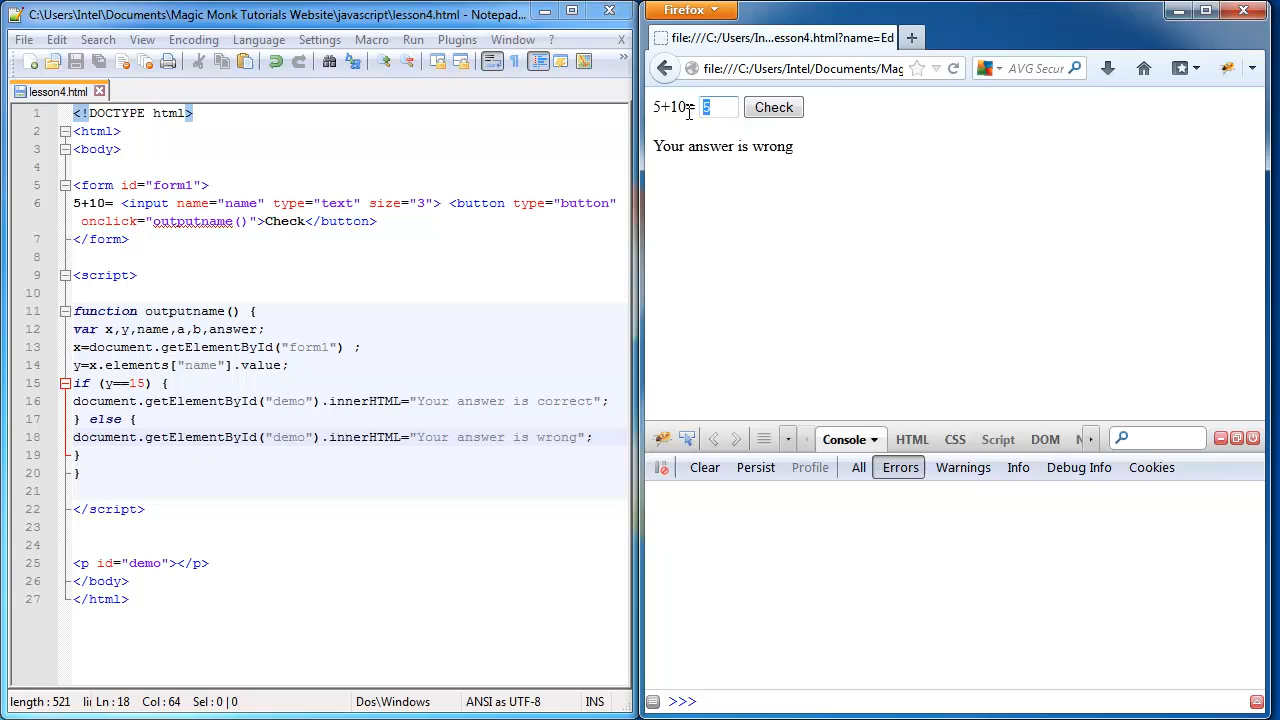 C:\Users\Intel\Documents\Magic Monk Tutorials Website\javascript\lesson4.html - Notepad...
File Edit Search View Encoding Language Settings Macro Run Plugins Window X
lesson4.html
1 <!DOCTYPE html>
2 <html>
3 <body>
4
5 <form id="form1">
6 5+10= <input name="name" type="text" size="3"> <button type="button"
onclick="outputname()">Check</button>
7 </form>
8
9 <script>
10
11 function outputname() {
12 var x,y,name,a,b,answer;
13 x=document.getElementById("form1") ;
14 y=x.elements["name"].value;
15 if (y==15) {
16 document.getElementById("demo").innerHTML="Your answer is correct";
17 } else {
18 document.getElementById("demo").innerHTML="Your answer is wrong";
19 }
20 }
21
22 </script>
23
24
25 <p id="demo"></p>
26 </body>
27 </html>
length : 521 li Ln : 18 Col : 64 Sel : 0 | 0 Dos\Windows ANSI as UTF-8 INS
Firefox
file:///C:/Users/In...esson4.html?name=Ed
file:///C:/Users/Intel/Documents/Mag
AVG Secur
5+10= 5 Check
Your answer is wrong
Console HTML CSS Script DOM N
Clear Persist Profile All Errors Warnings Info Debug Info Cookies
>>>